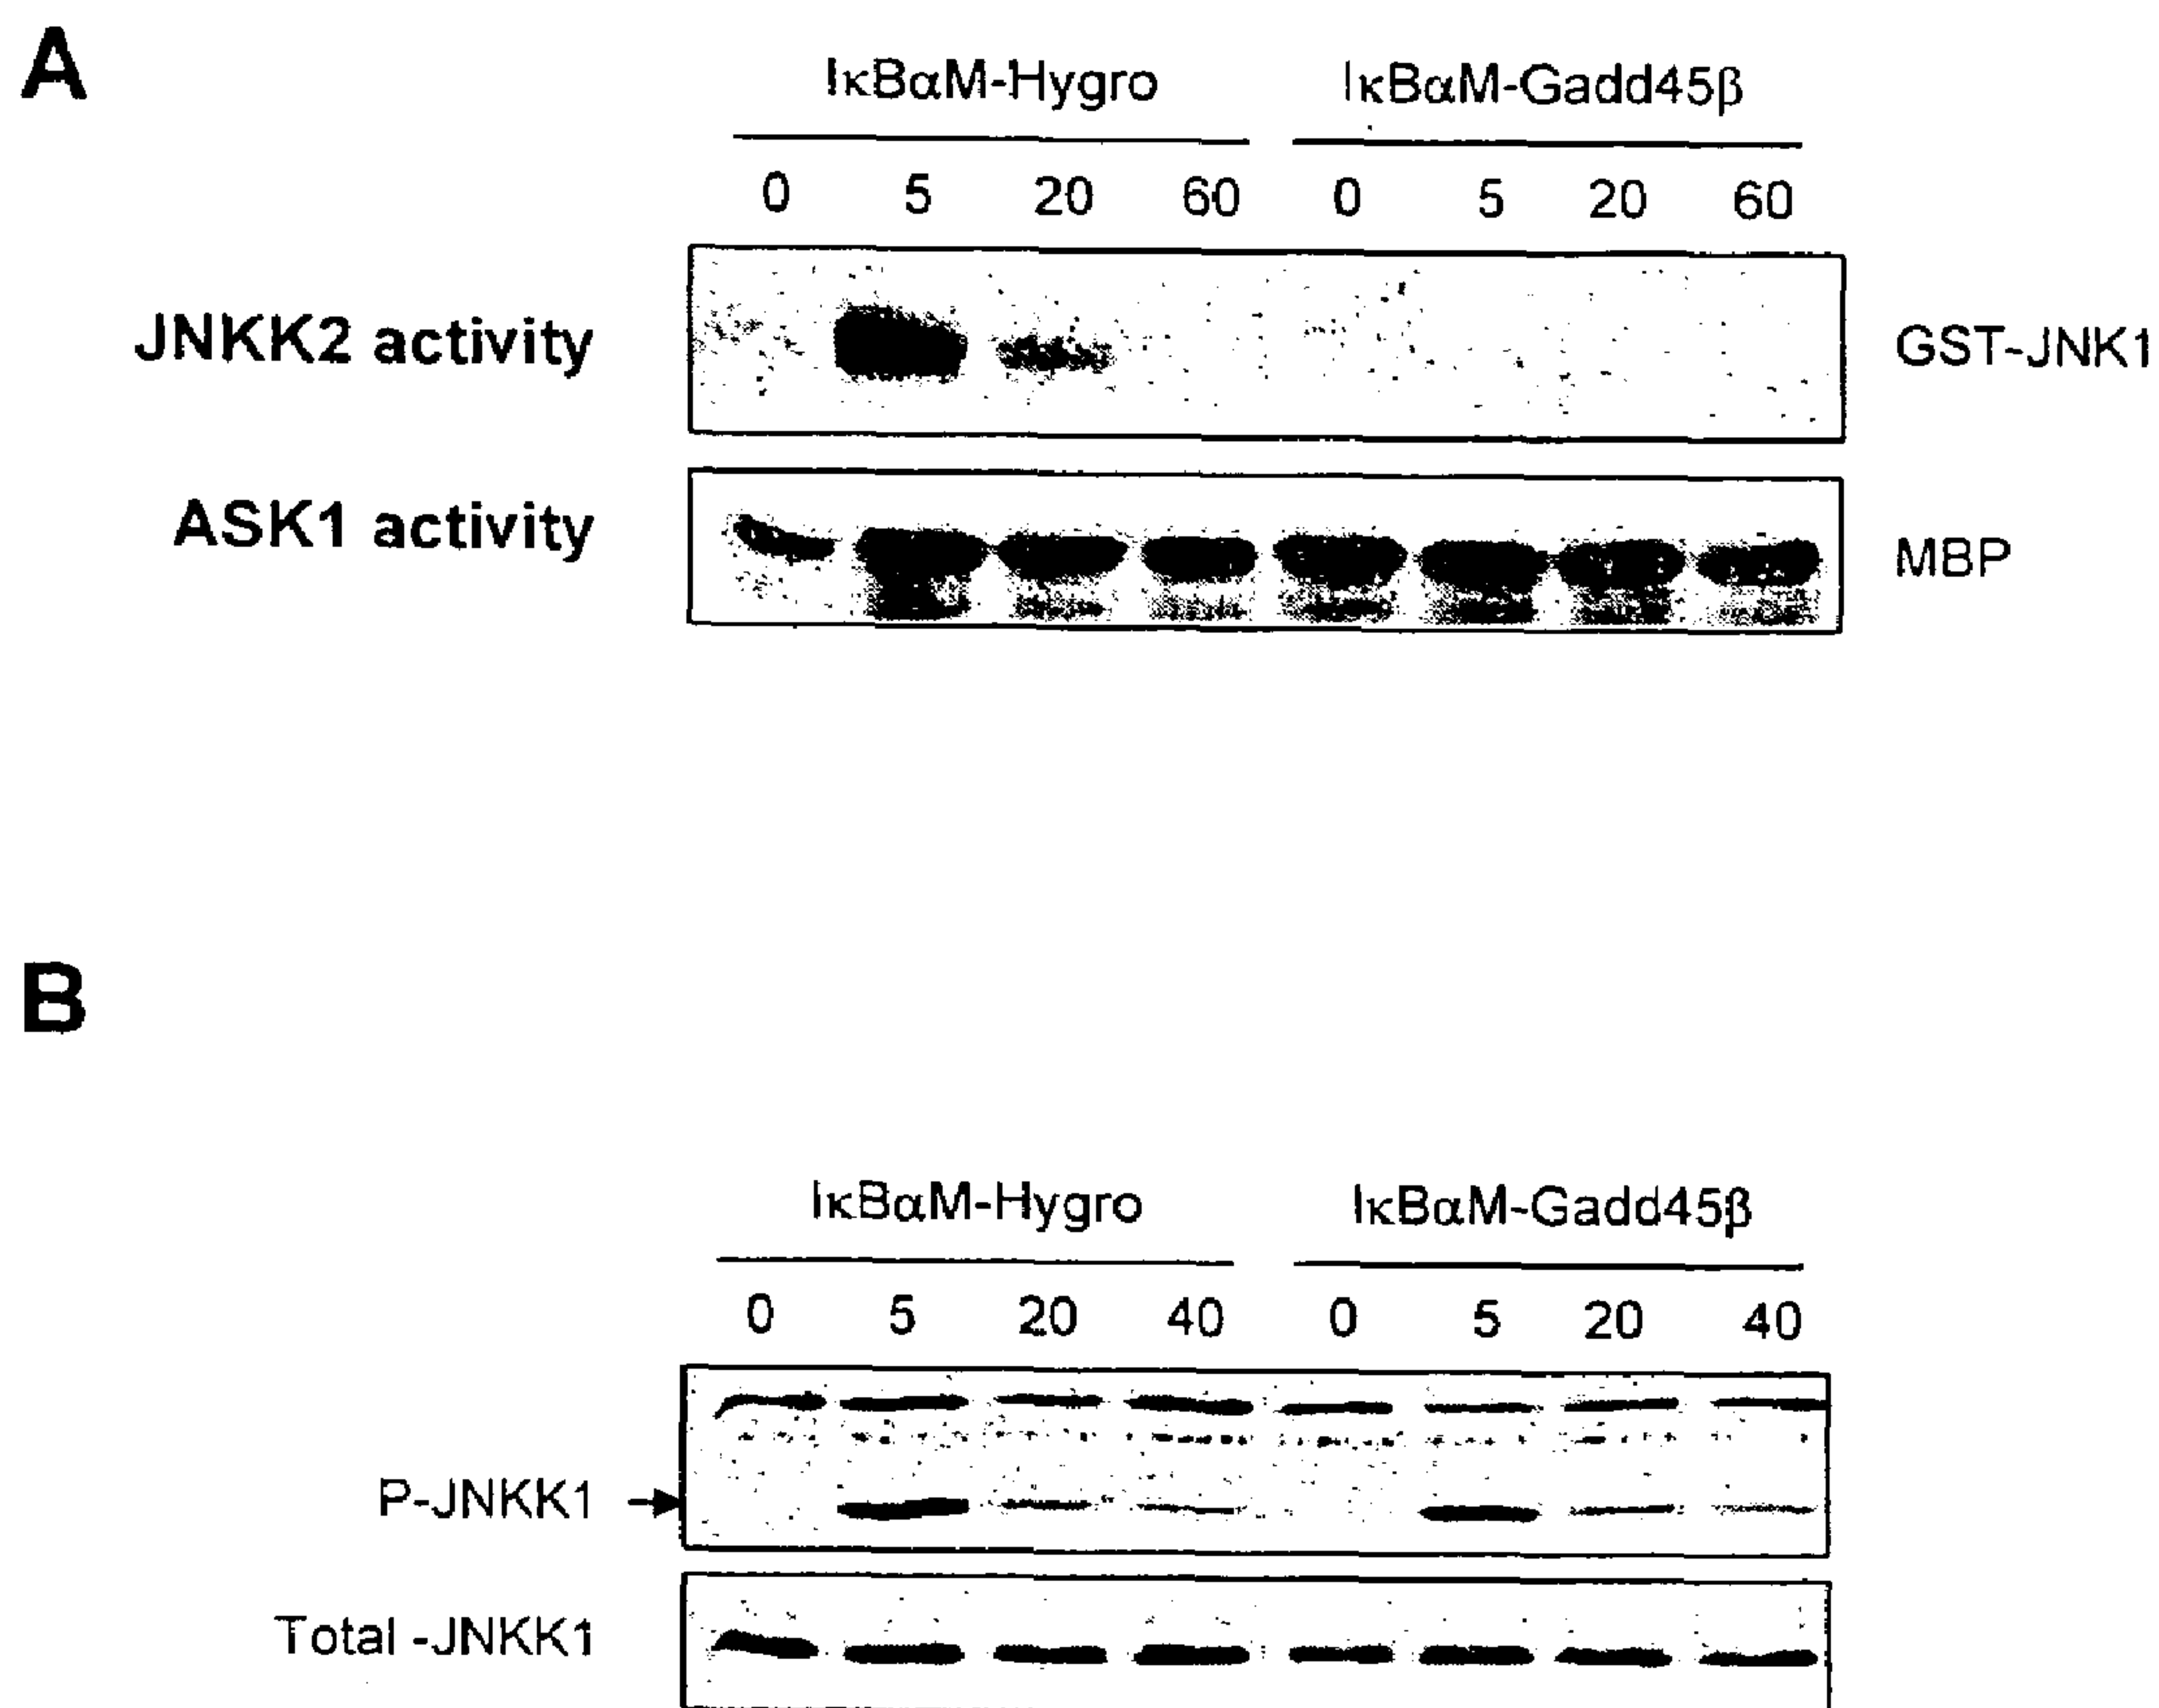 A
IκBαM-Hygro IκBαM-Gadd45β
0 5 20 60 0 5 20 60
JNKK2 activity GST-JNK1
ASK1 activity MBP
B
IκBαM-Hygro IκBαM-Gadd45β
0 5 20 40 0 5 20 40
P-JNKK1
Total -JNKK1